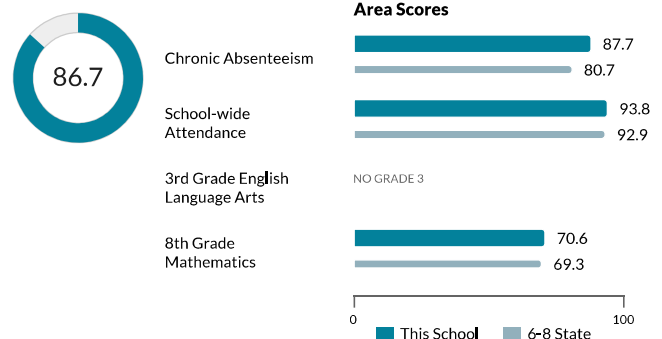 Area Scores
86.7
Chronic Absenteeism
87.7
80.7
School-wide
Attendance
93.8
92.9
3rd Grade English
Language Arts
NO GRADE 3
8th Grade
Mathematics
70.6
69.3
0
100
This School
6-8 State